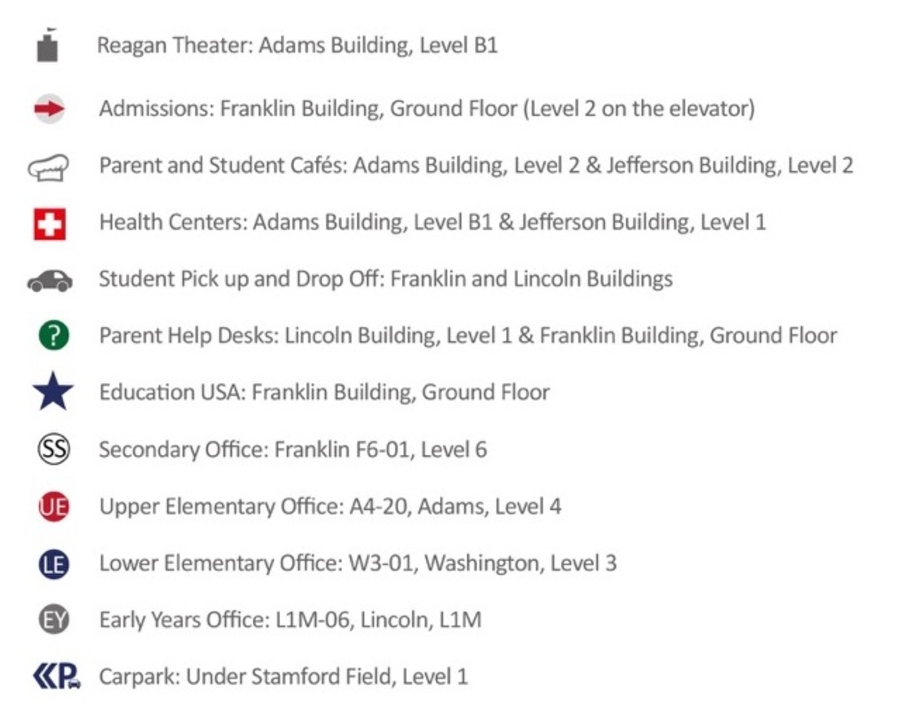 Reagan Theater: Adams Building, Level B1
Admissions: Franklin Building, Ground Floor (Level 2 on the elevator)
Parent and Student Cafés: Adams Building, Level 2 & Jefferson Building, Level 2
Health Centers: Adams Building, Level B1 & Jefferson Building, Level 1
Student Pick up and Drop Off: Franklin and Lincoln Buildings
? Parent Help Desks: Lincoln Building, Level 1 & Franklin Building, Ground Floor
Education USA: Franklin Building, Ground Floor
SS Secondary Office: Franklin F6-01, Level 6
UE Upper Elementary Office: A4-20, Adams, Level 4
LE Lower Elementary Office: W3-01, Washington, Level 3
EY Early Years Office: L1M-06, Lincoln, L1M
P Carpark: Under Stamford Field, Level 1